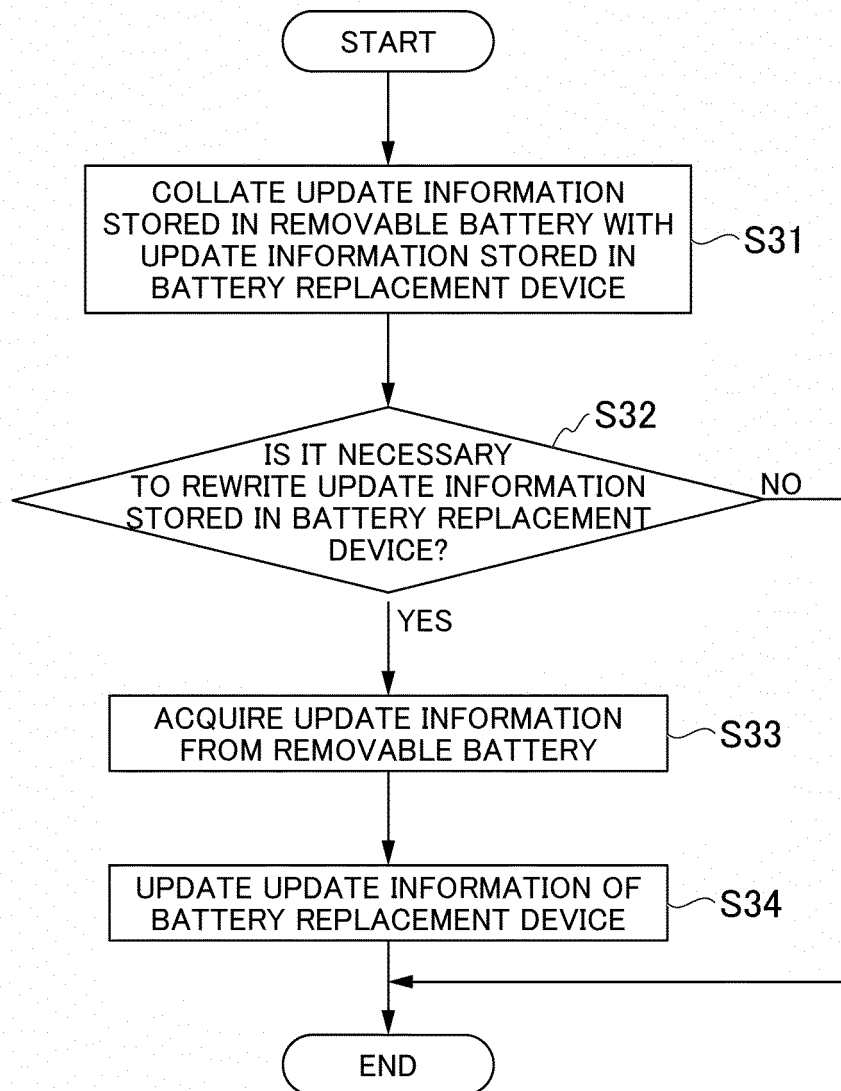 START
COLLATE UPDATE INFORMATION
STORED IN REMOVABLE BATTERY WITH
UPDATE INFORMATION STORED IN
BATTERY REPLACEMENT DEVICE
S31
S32
IS IT NECESSARY
TO REWRITE UPDATE INFORMATION
STORED IN BATTERY REPLACEMENT
DEVICE?
NO
YES
ACQUIRE UPDATE INFORMATION
FROM REMOVABLE BATTERY
S33
UPDATE UPDATE INFORMATION OF
BATTERY REPLACEMENT DEVICE
S34
END